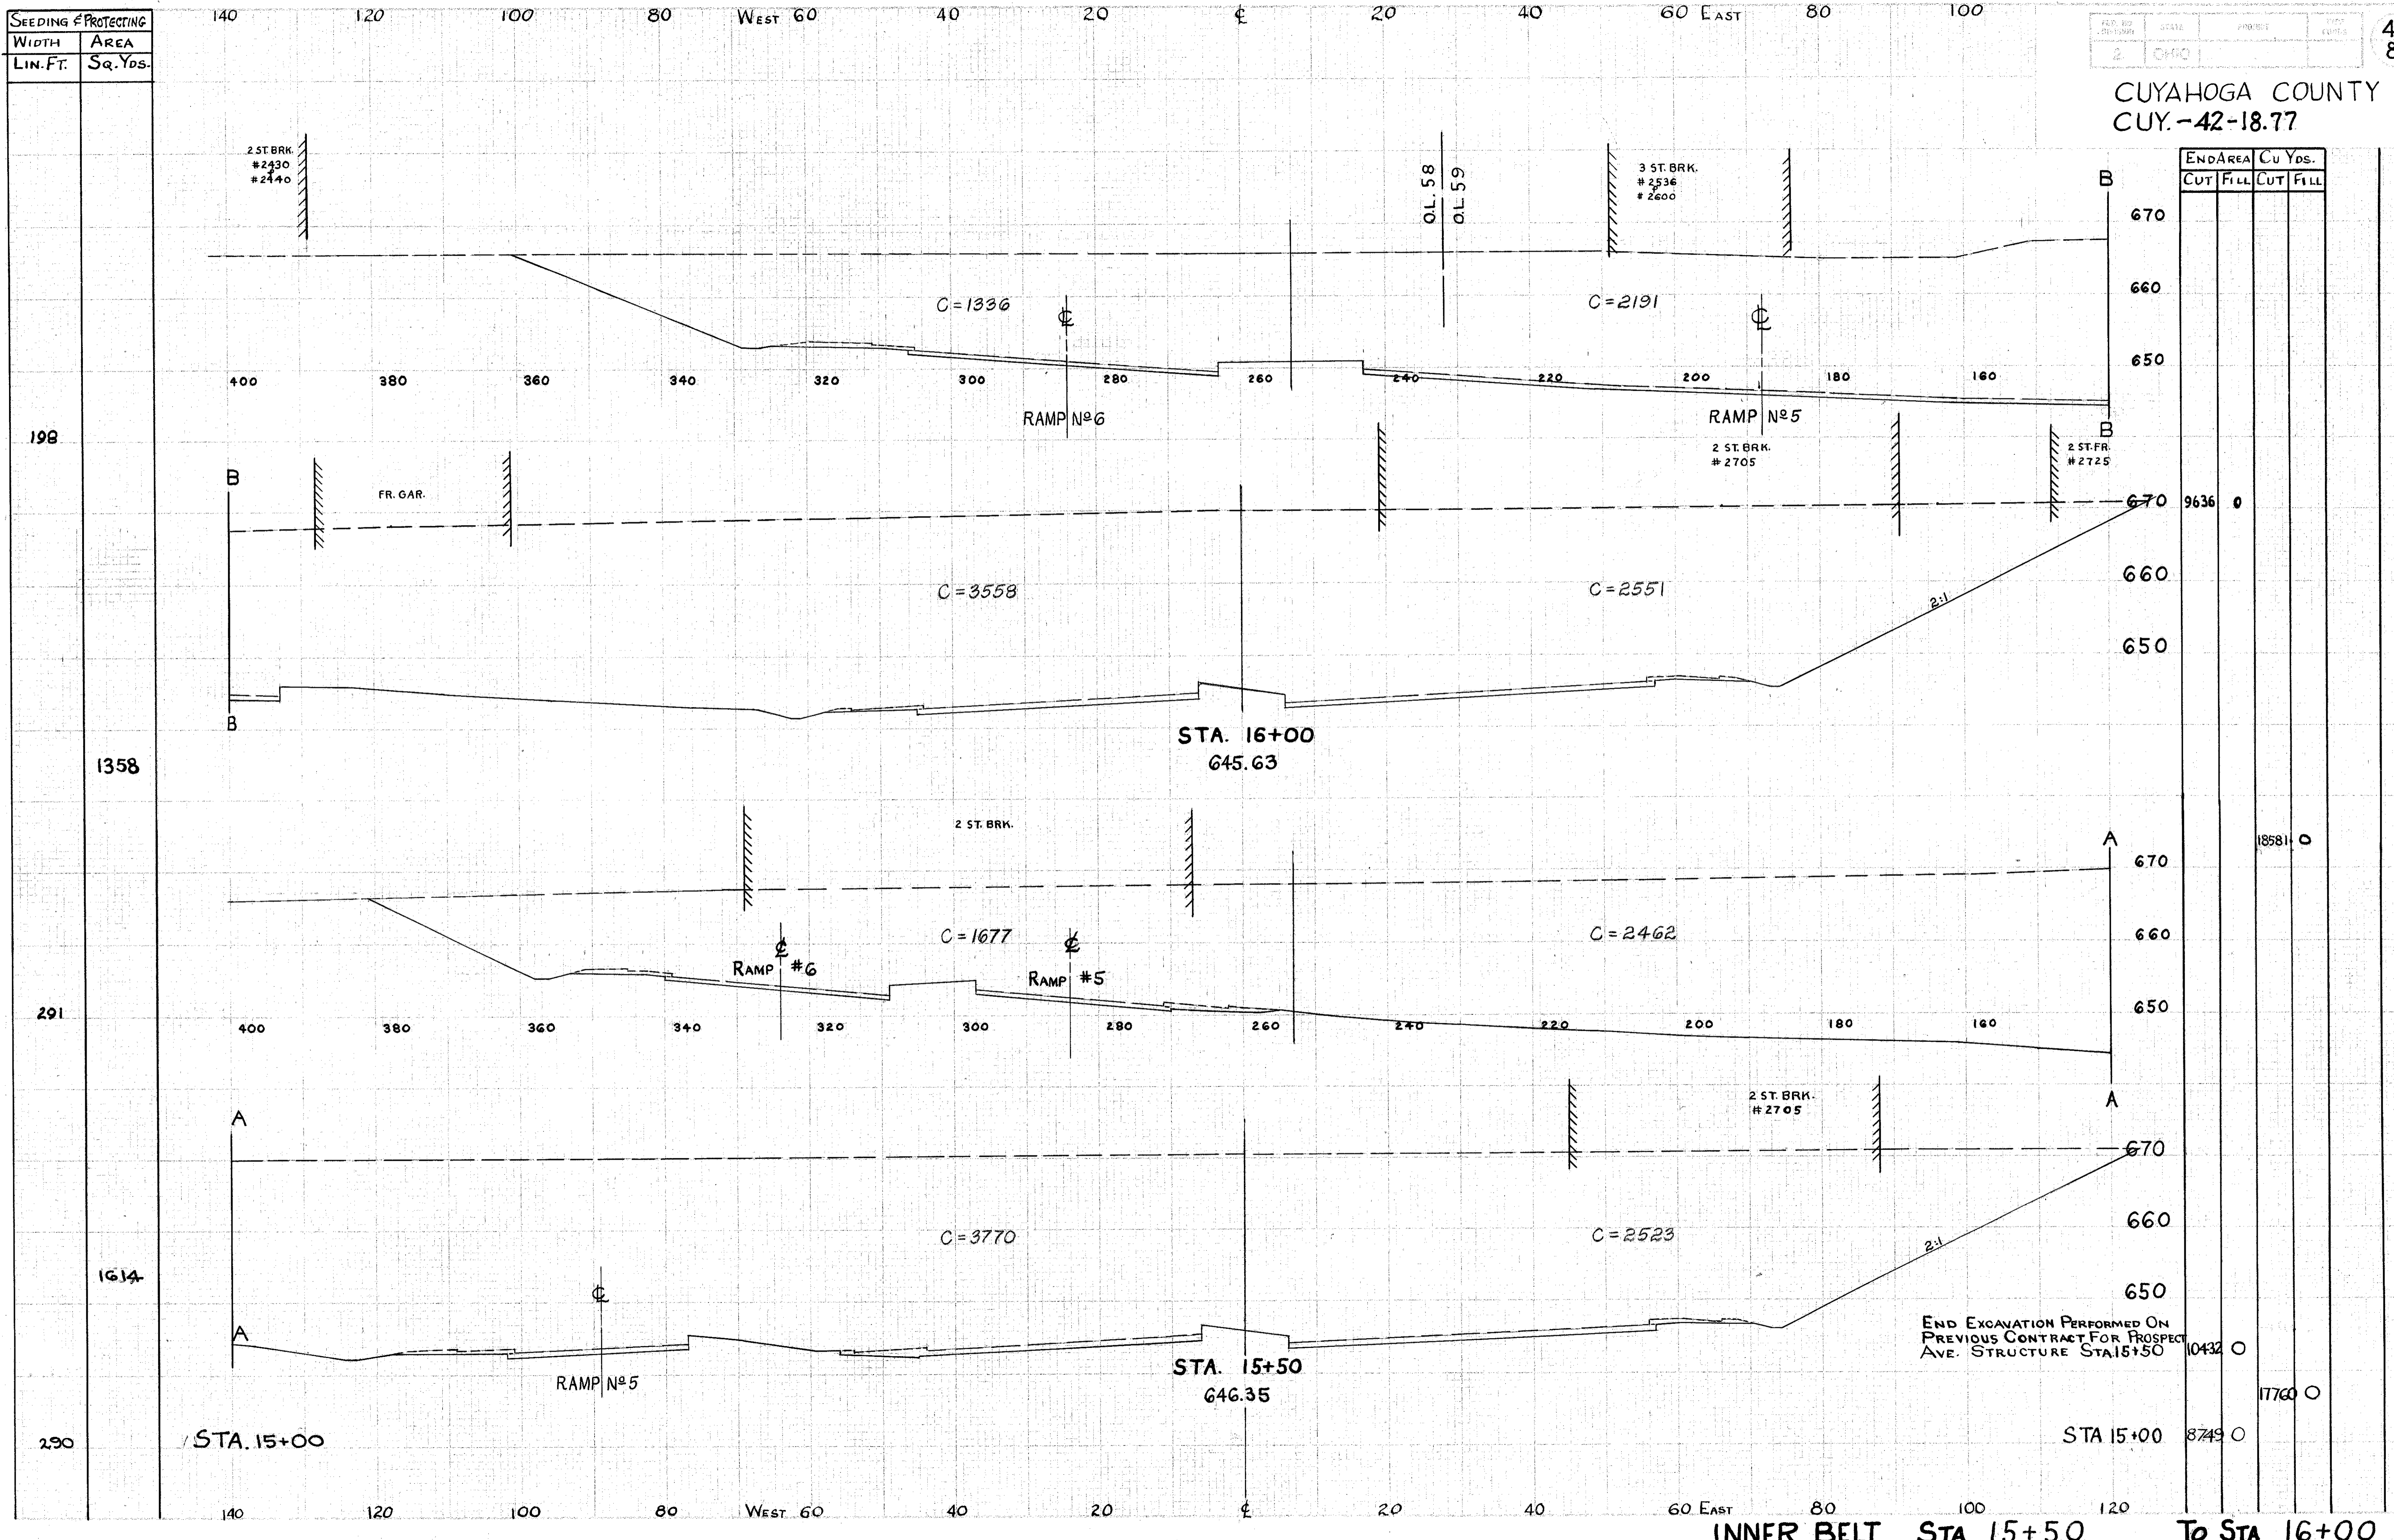 140 120 100 80 WEST 60 40 20 ℄ 20 40 60 EAST 80 100
SEEDING & PROTECTING
WIDTH AREA
LIN. FT. SQ. YDS.
STATE PROJECT
2 OHIO
4
8
CUYAHOGA COUNTY
CUY.-42-18.77
END AREA CU YDS.
CUT FILL CUT FILL
2 ST. BRK.
#2430
&
#2440
O.L. 58
O.L. 59
3 ST. BRK.
#2536
&
#2600
B
670
660
650
C=1336
℄
C=2191
℄
400 380 360 340 320 300 280 260 240 220 200 180 160
RAMP Nº6
RAMP Nº5
B
198
B
FR. GAR.
2 ST. BRK.
#2705
2 ST. FR.
#2725
670 9636 0
660
650
C=3558
C=2551
2:1
B
STA. 16+00
645.63
1358
2 ST. BRK.
A
18581 0
670
660
650
C=1677
C=2462
℄
RAMP #6
℄
RAMP #5
291
400 380 360 340 320 300 280 260 240 220 200 180 160
A
A
2 ST. BRK.
#2705
670
660
650
C=3770
C=2523
2:1
1614
℄
A
RAMP Nº5
STA. 15+50
646.35
END EXCAVATION PERFORMED ON
PREVIOUS CONTRACT FOR PROSPECT
AVE. STRUCTURE STA. 15+50 10432 0
17760 0
290
STA. 15+00
STA 15+00 8749 0
140 120 100 80 WEST 60 40 20 ℄ 20 40 60 EAST 80 100 120
INNER BELT STA. 15+50 TO STA. 16+00